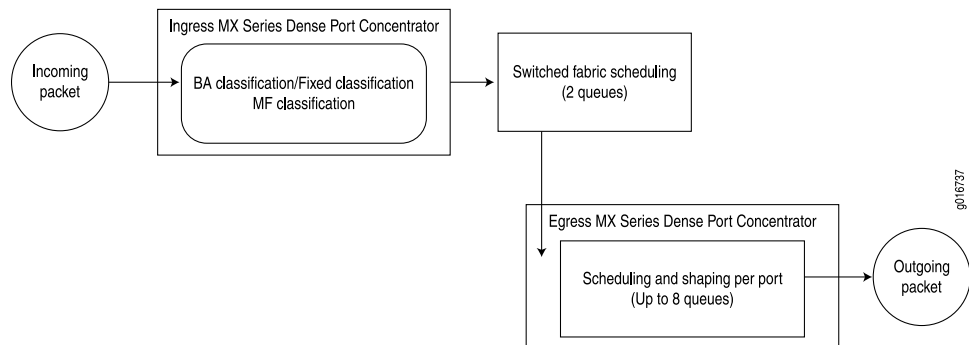 Ingress MX Series Dense Port Concentrator
Incoming
packet
BA classification/Fixed classification
MF classification
Switched fabric scheduling
(2 queues)
Egress MX Series Dense Port Concentrator
Scheduling and shaping per port
(Up to 8 queues)
Outgoing
packet
g016737